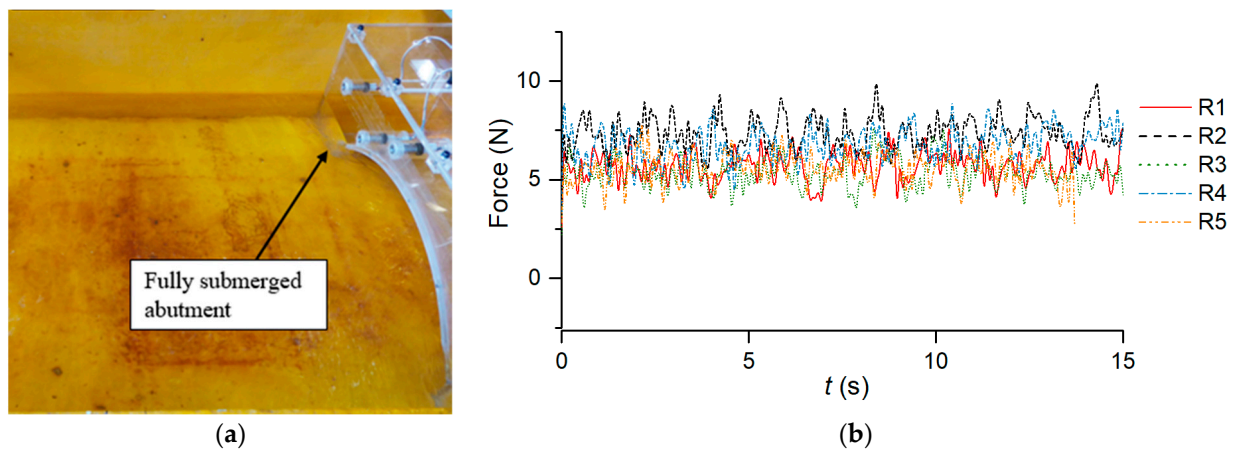 Fully submerged
abutment
(a)
Force (N)
10
5
0
0
5
10
15
t (s)
R1
R2
R3
R4
R5
(b)